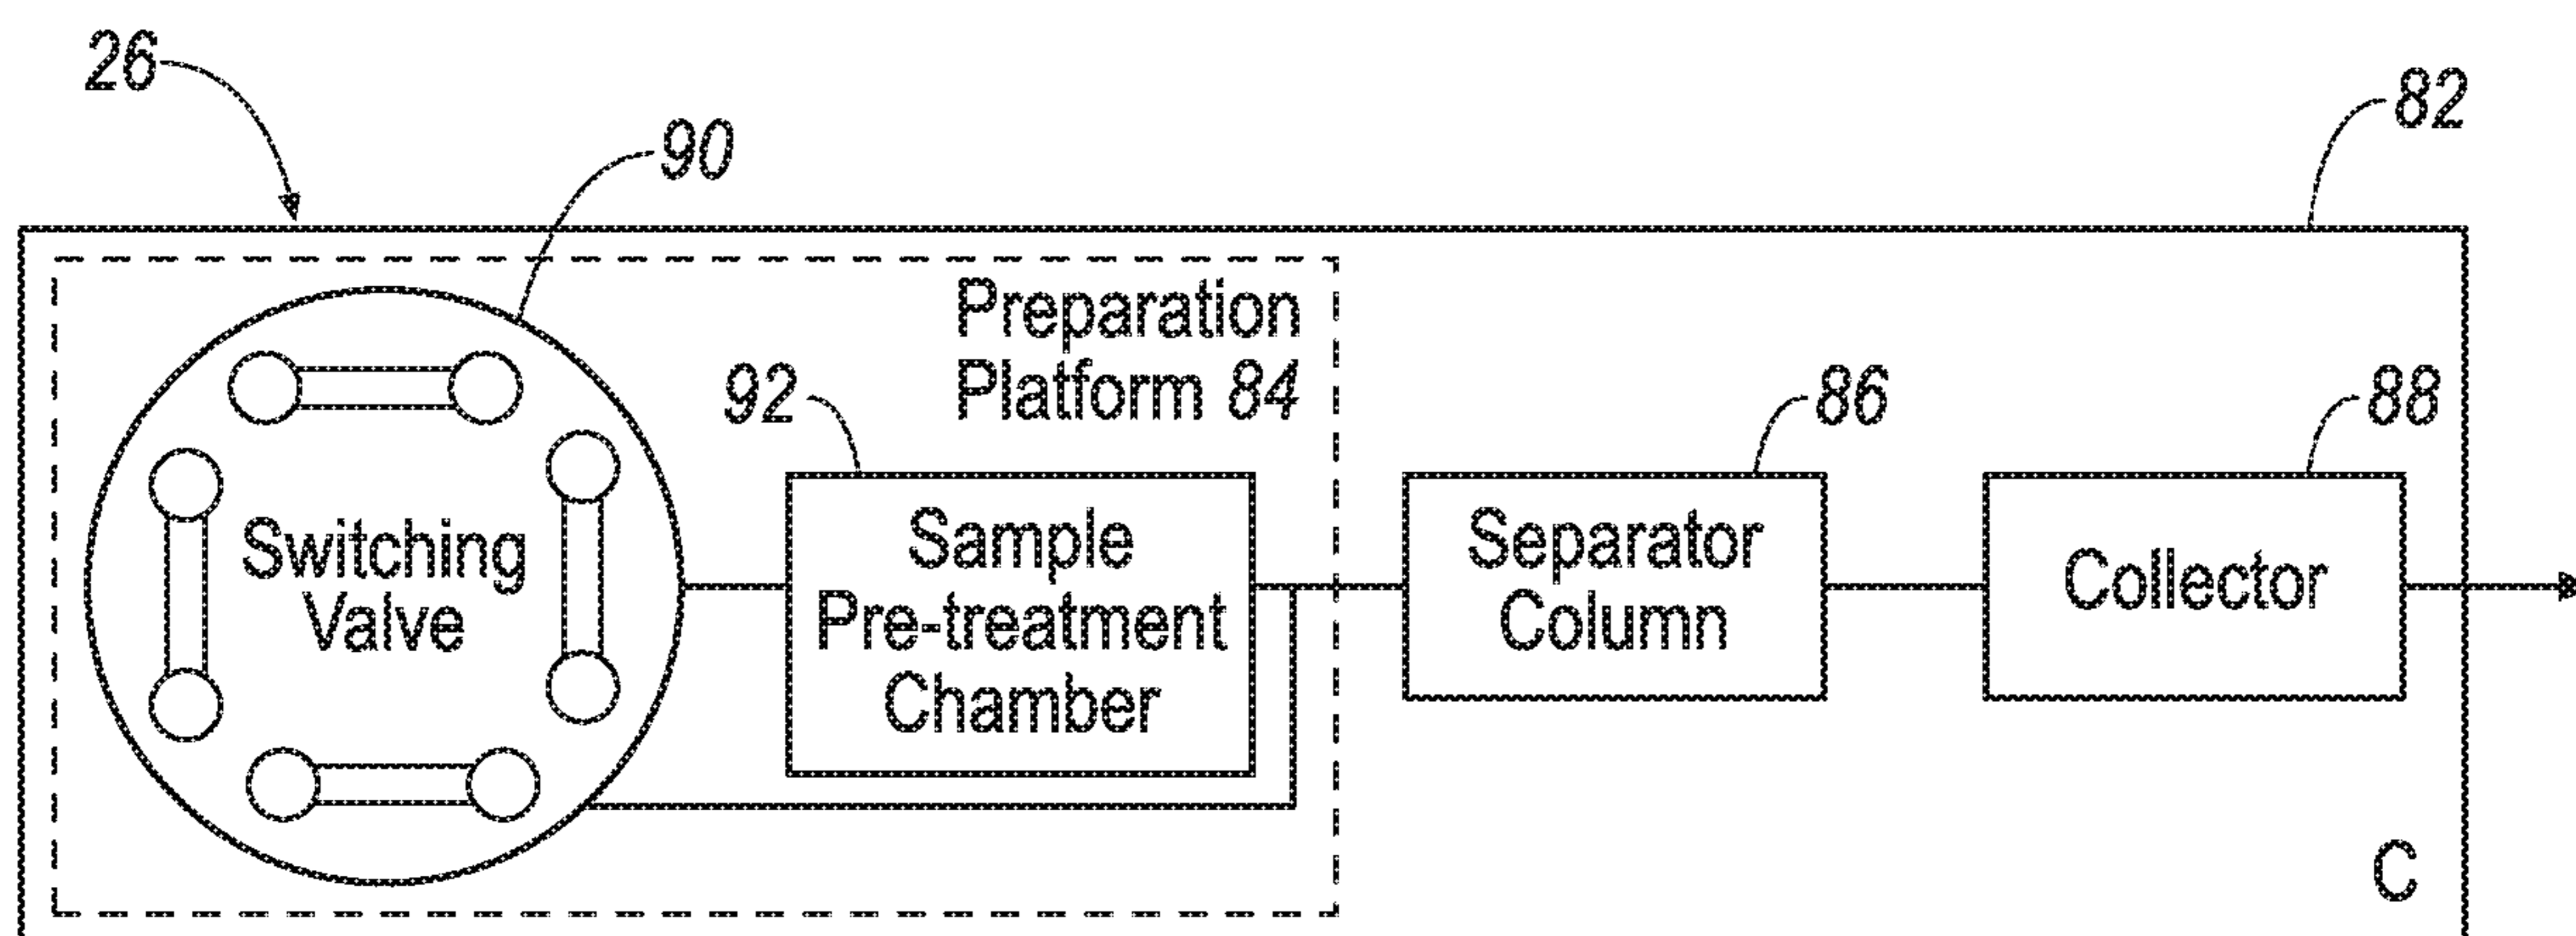 26
82
90
Preparation
Platform 84
92
86
88
Switching
Valve
Sample
Pre-treatment
Chamber
Separator
Column
Collector
C